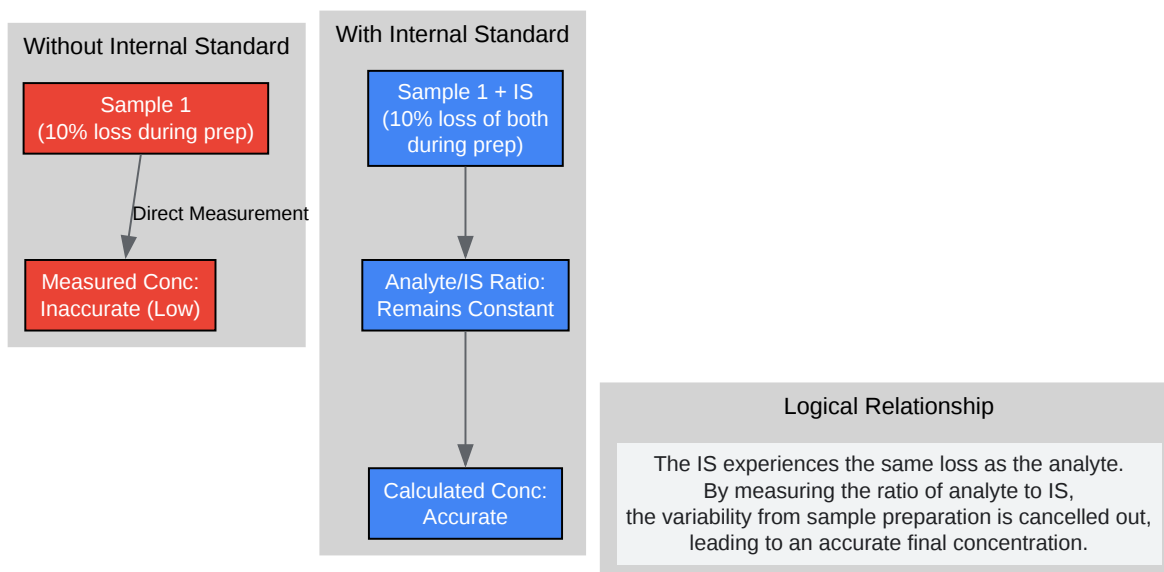 Without Internal Standard
Sample 1
(10% loss during prep)
Direct Measurement
Measured Conc:
Inaccurate (Low)
With Internal Standard
Sample 1 + IS
(10% loss of both
during prep)
Analyte/IS Ratio:
Remains Constant
Calculated Conc:
Accurate
Logical Relationship
The IS experiences the same loss as the analyte.
By measuring the ratio of analyte to IS,
the variability from sample preparation is cancelled out,
leading to an accurate final concentration.